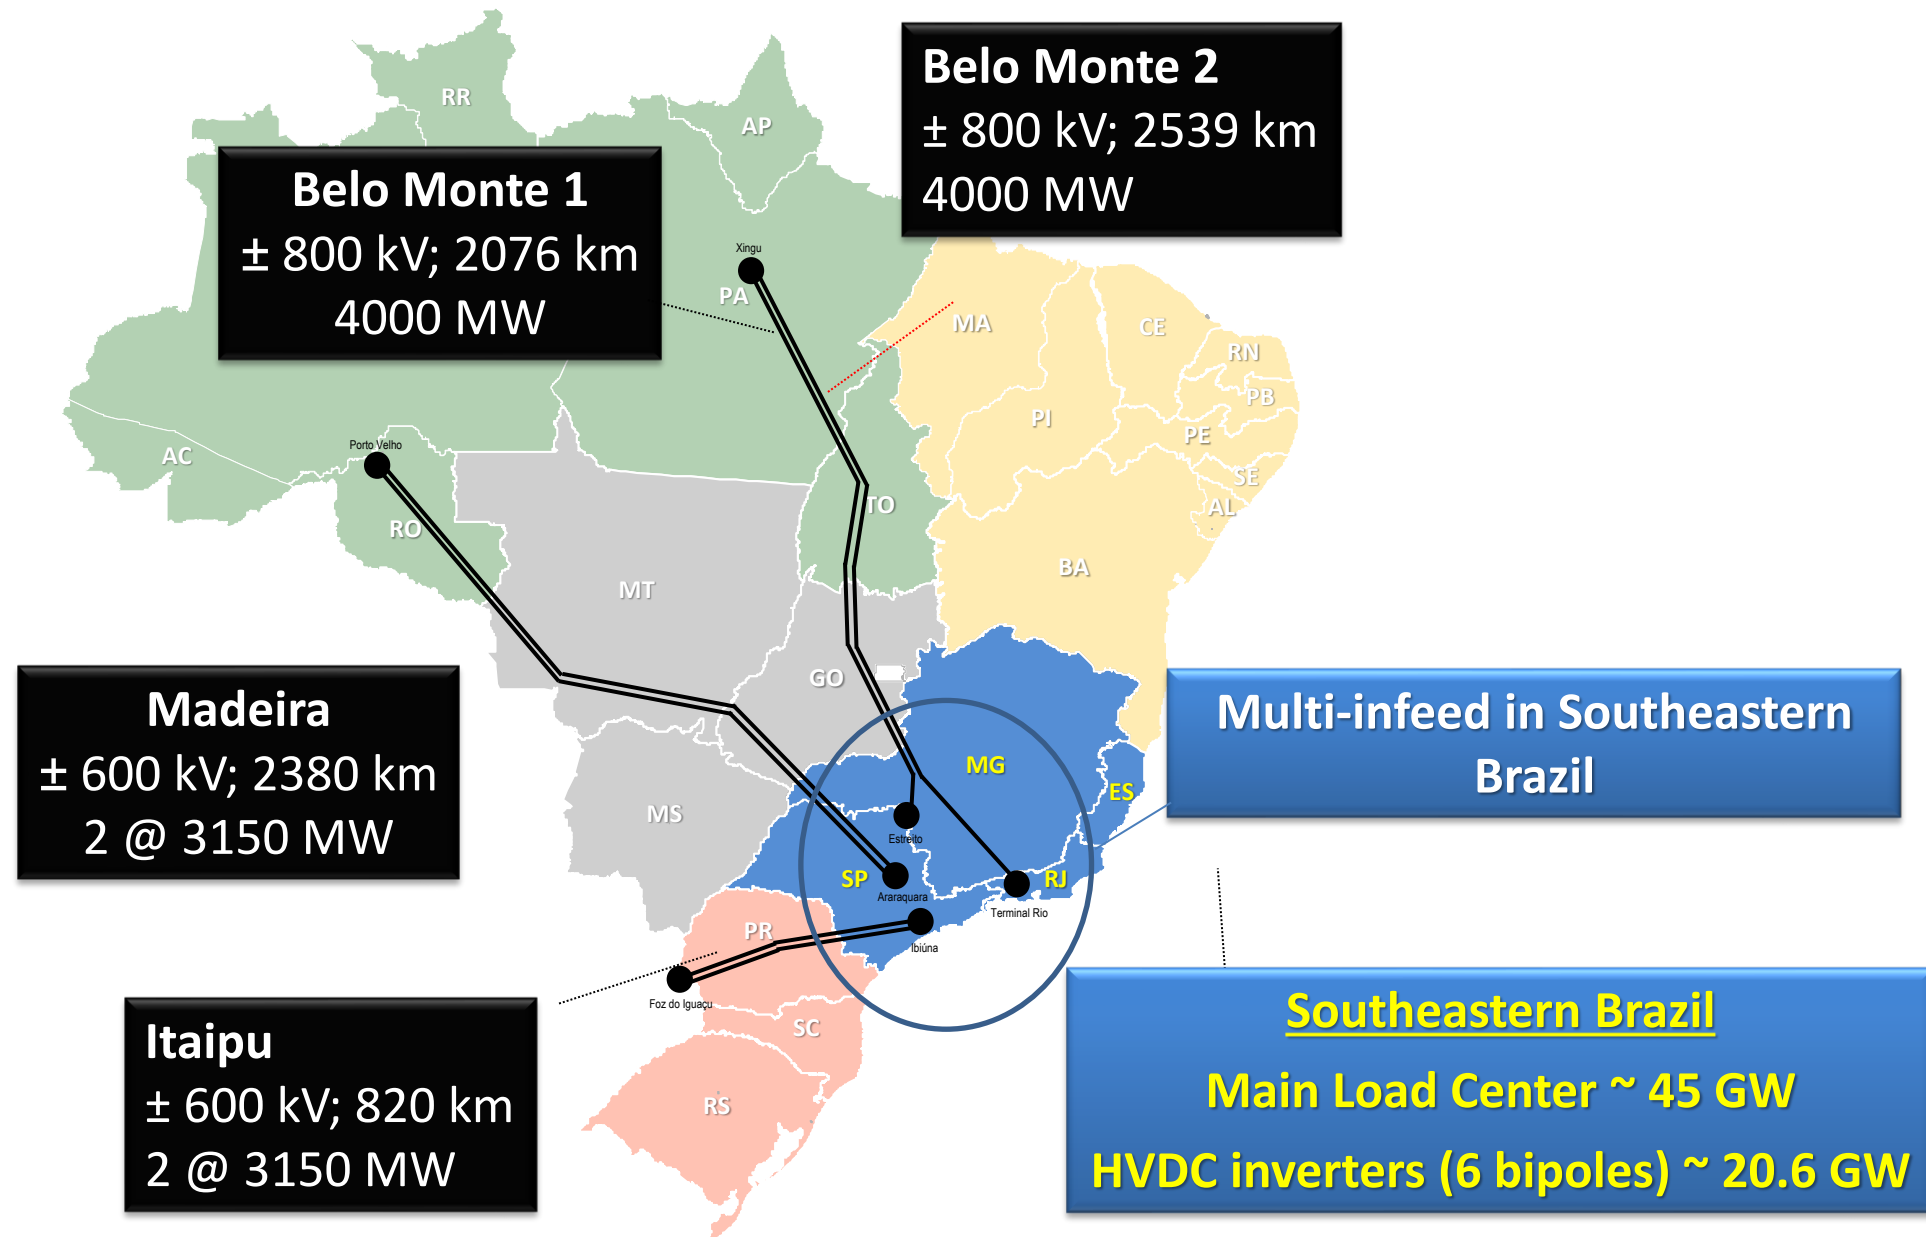 Belo Monte 2
± 800 kV; 2539 km
4000 MW
RR
AP
Belo Monte 1
± 800 kV; 2076 km
4000 MW
Xingu
PA
MA
CE
RN
PB
PI
PE
SE
AL
AC
Porto Velho
RO
TO
BA
MT
GO
Madeira
± 600 kV; 2380 km
2 @ 3150 MW
MS
MG
ES
Multi-infeed in Southeastern
Brazil
Estreito
SP
Araraquara
RJ
Terminal Rio
PR
Ibiúna
Foz do Iguaçu
SC
RS
Itaipu
± 600 kV; 820 km
2 @ 3150 MW
Southeastern Brazil
Main Load Center ~ 45 GW
HVDC inverters (6 bipoles) ~ 20.6 GW